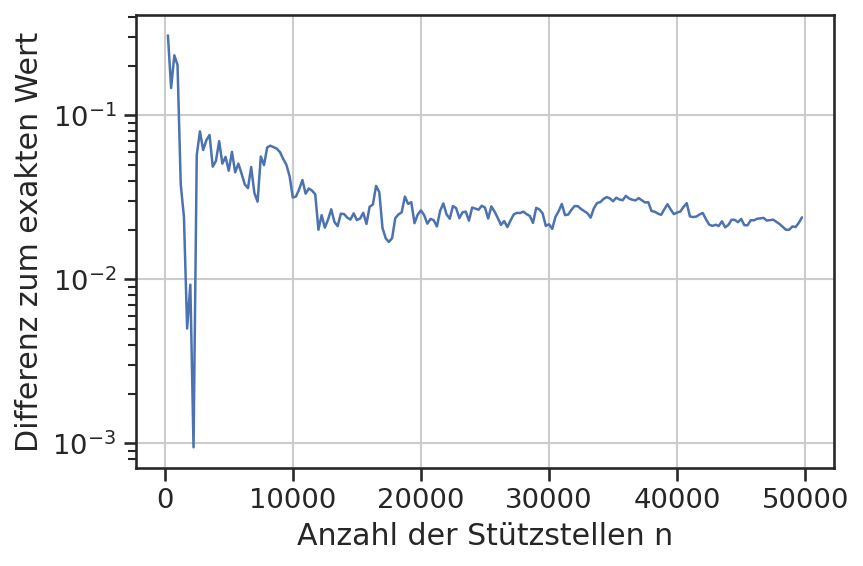 Differenz zum exakten Wert
10⁻¹
10⁻²
10⁻³
0 10000 20000 30000 40000 50000
Anzahl der Stützstellen n